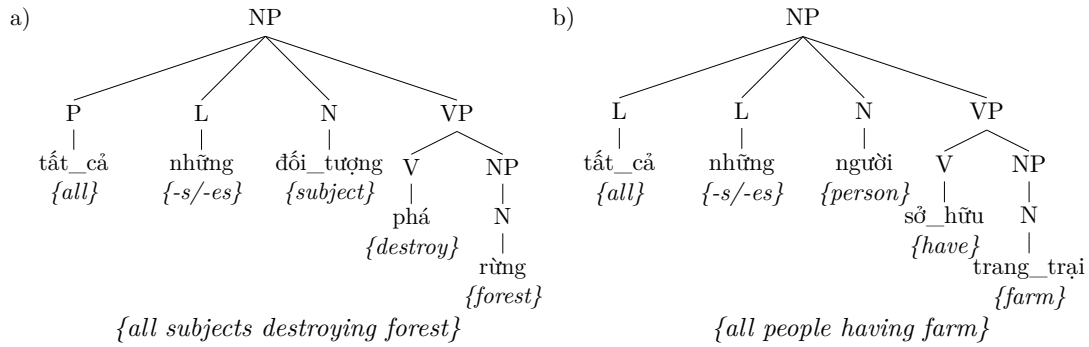 a) NP b) NP
P L N VP L L N VP
tất_cả những đối_tượng V NP tất_cả những người V NP
{all} {-s/-es} {subject} {all} {-s/-es} {person}
phá N sở_hữu N
{destroy} {have}
rừng trang_trại
{forest} {farm}
{all subjects destroying forest} {all people having farm}